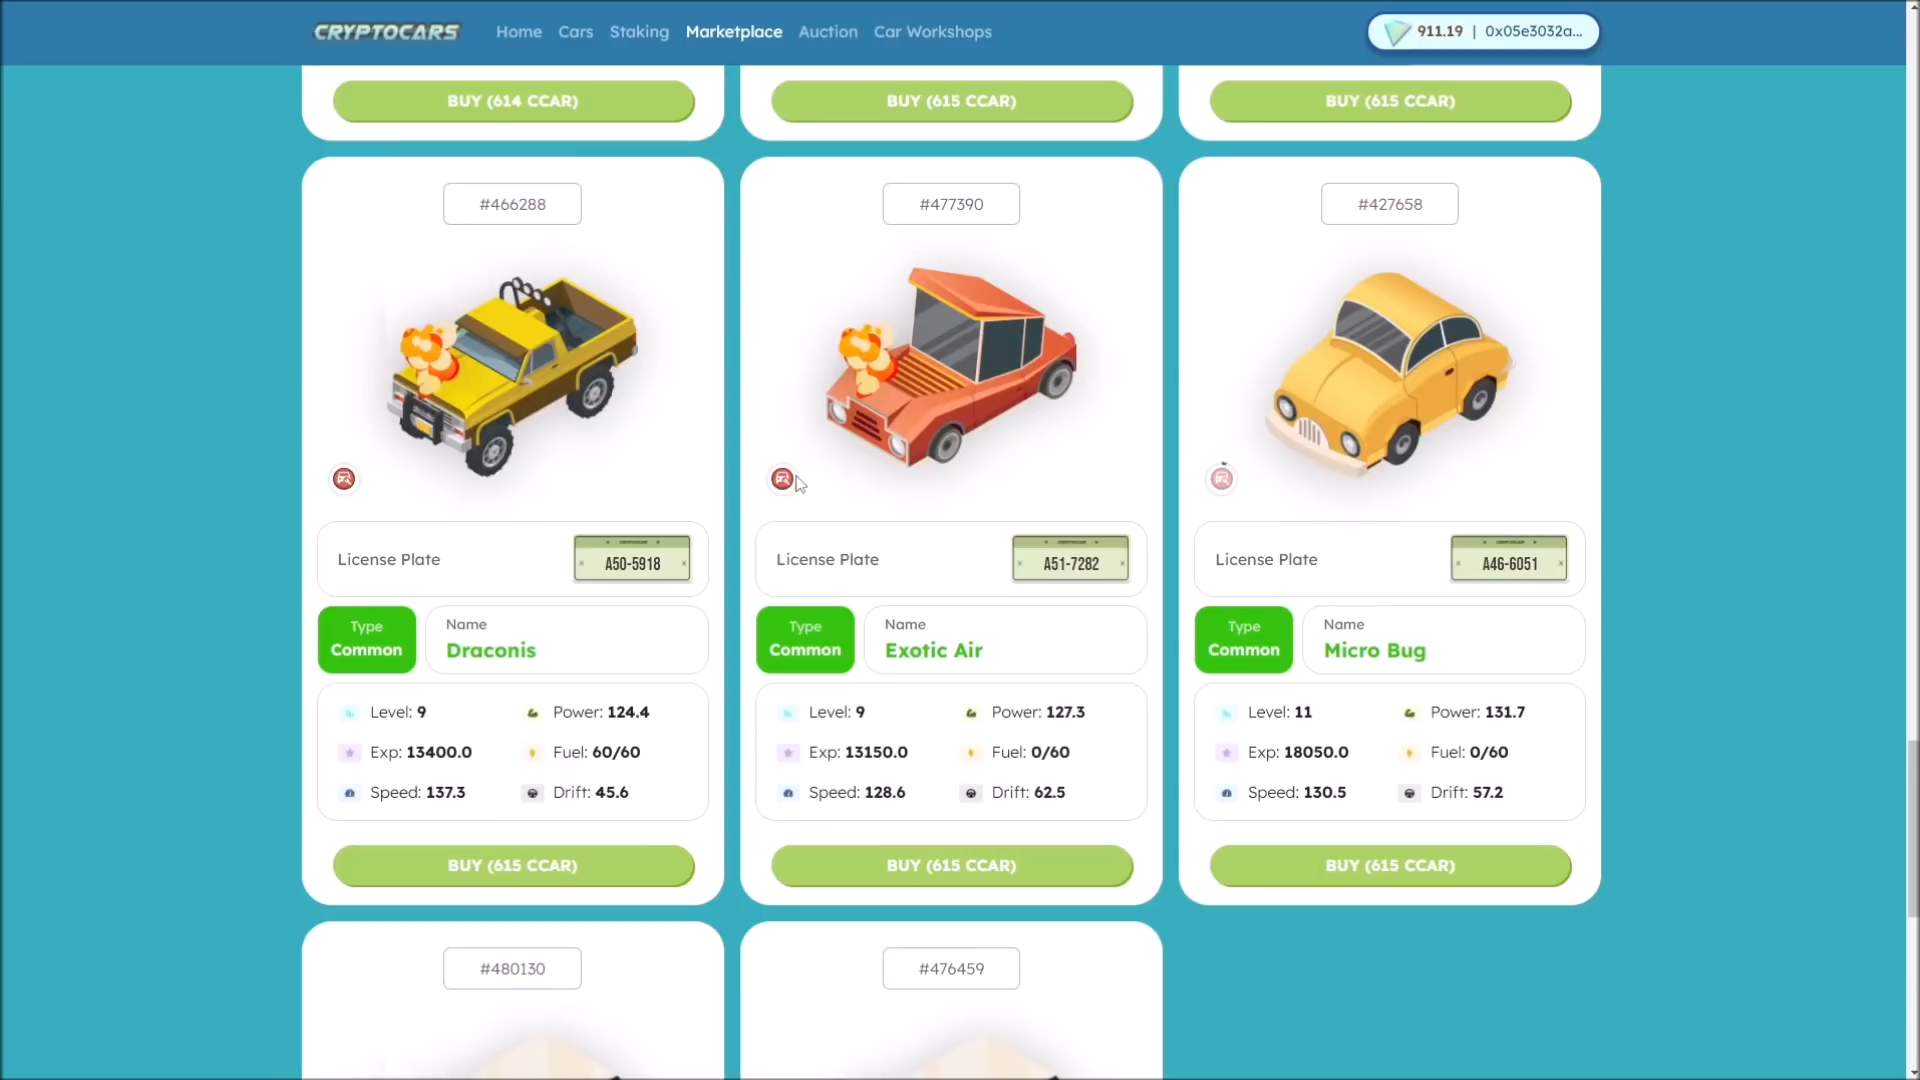 CRYPTOCARS
Home Cars Staking Marketplace Auction Car Workshops
911.19 | 0x05e3032a...
BUY (614 CCAR)
BUY (615 CCAR)
BUY (615 CCAR)
#466288
#477390
#427658
License Plate
A50-5918
License Plate
A51-7282
License Plate
A46-6051
Type
Common
Name
Draconis
Type
Common
Name
Exotic Air
Type
Common
Name
Micro Bug
Level: 9 Power: 124.4
Exp: 13400.0 Fuel: 60/60
Speed: 137.3 Drift: 45.6
Level: 9 Power: 127.3
Exp: 13150.0 Fuel: 0/60
Speed: 128.6 Drift: 62.5
Level: 11 Power: 131.7
Exp: 18050.0 Fuel: 0/60
Speed: 130.5 Drift: 57.2
BUY (615 CCAR)
BUY (615 CCAR)
BUY (615 CCAR)
#480130
#476459